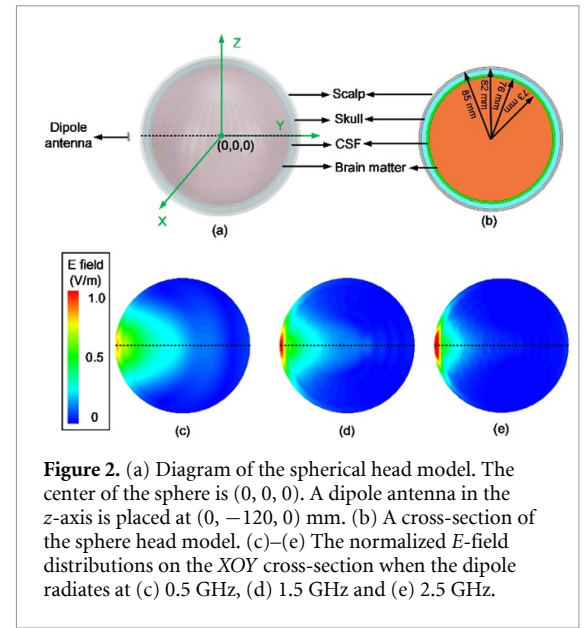 Z
Dipole
antenna
Y
(0,0,0)
X
(a)
Scalp
Skull
CSF
Brain matter
85 mm
82 mm
76 mm
73 mm
(b)
E field
(V/m)
1.0
0.5
0
(c)
(d)
(e)
Figure 2. (a) Diagram of the spherical head model. The
center of the sphere is (0, 0, 0). A dipole antenna in the
z-axis is placed at (0, −120, 0) mm. (b) A cross-section of
the sphere head model. (c)–(e) The normalized E-field
distributions on the XOY cross-section when the dipole
radiates at (c) 0.5 GHz, (d) 1.5 GHz and (e) 2.5 GHz.